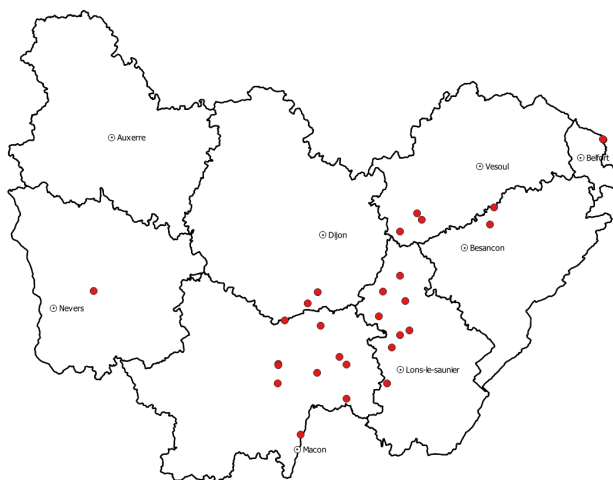 Auxerre
Vesoul
Belfort
Dijon
Besancon
Nevers
Lons-le-saunier
Macon